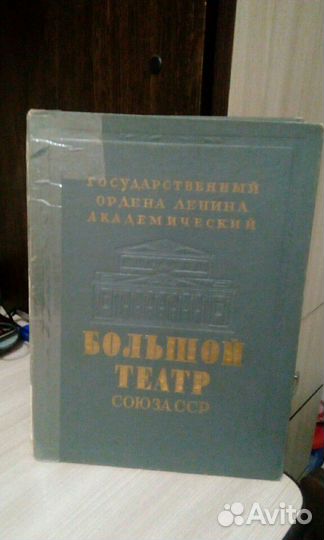 ГОСУДАРСТВЕННЫЙ
ОРДЕНА ЛЕНИНА
АКАДЕМИЧЕСКИЙ
БОЛЬШОЙ
ТЕАТР
СОЮЗА ССР
Avito